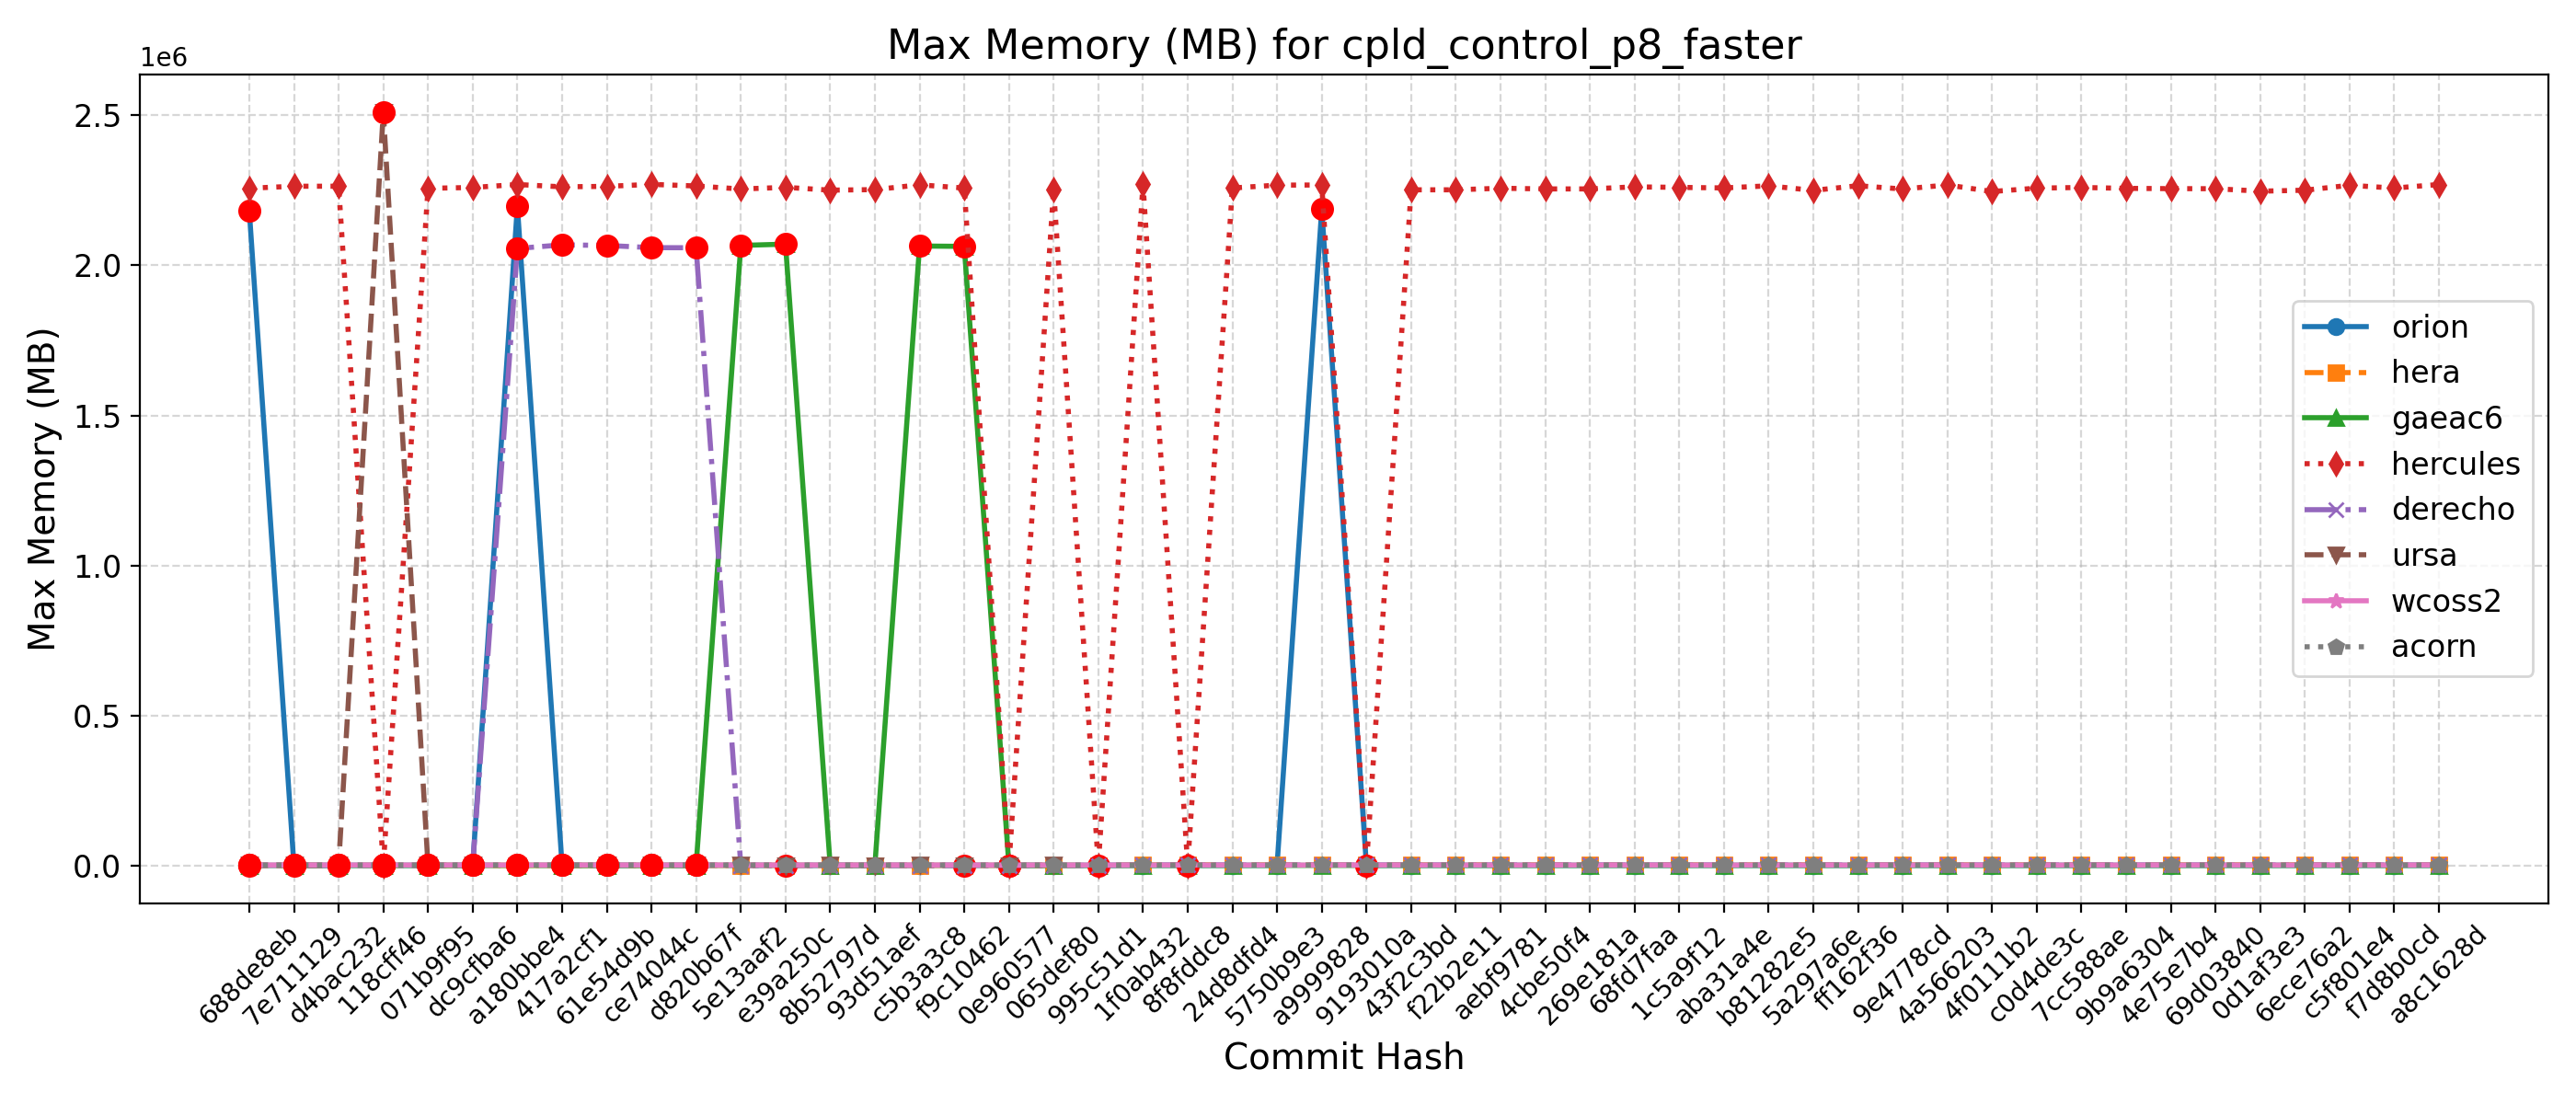 Max Memory (MB) for cpld_control_p8_faster
1e6
2.5
2.0
1.5
1.0
0.5
0.0
Max Memory (MB)
orion
hera
gaeac6
hercules
derecho
ursa
wcoss2
acorn
688de8eb
7e711129
d4bac232
118cff46
071b9f95
dc9cfba6
a180bbe4
417a2cf1
61e54d9b
ce74044c
d820b67f
5e13aaf2
e39a250c
8b52797d
93d51aef
c5b3a3c8
f9c10462
0e960577
065def80
995c51d1
1f0ab432
8f8fddc8
24d8dfd4
5750b9e3
a9999828
9193010a
43f2c3bd
f22b2e11
aebf9781
4cbe50f4
269e181a
68fd7faa
1c5a9f12
aba31a4e
b81282e5
5a297a6e
ff162f36
9e4778cd
4a566203
4f0111b2
c0d4de3c
7cc588ae
9b9a6304
4e75e7b4
69d03840
0d1af3e3
6ece76a2
c5f801e4
f7d8b0cd
a8c1628d
Commit Hash